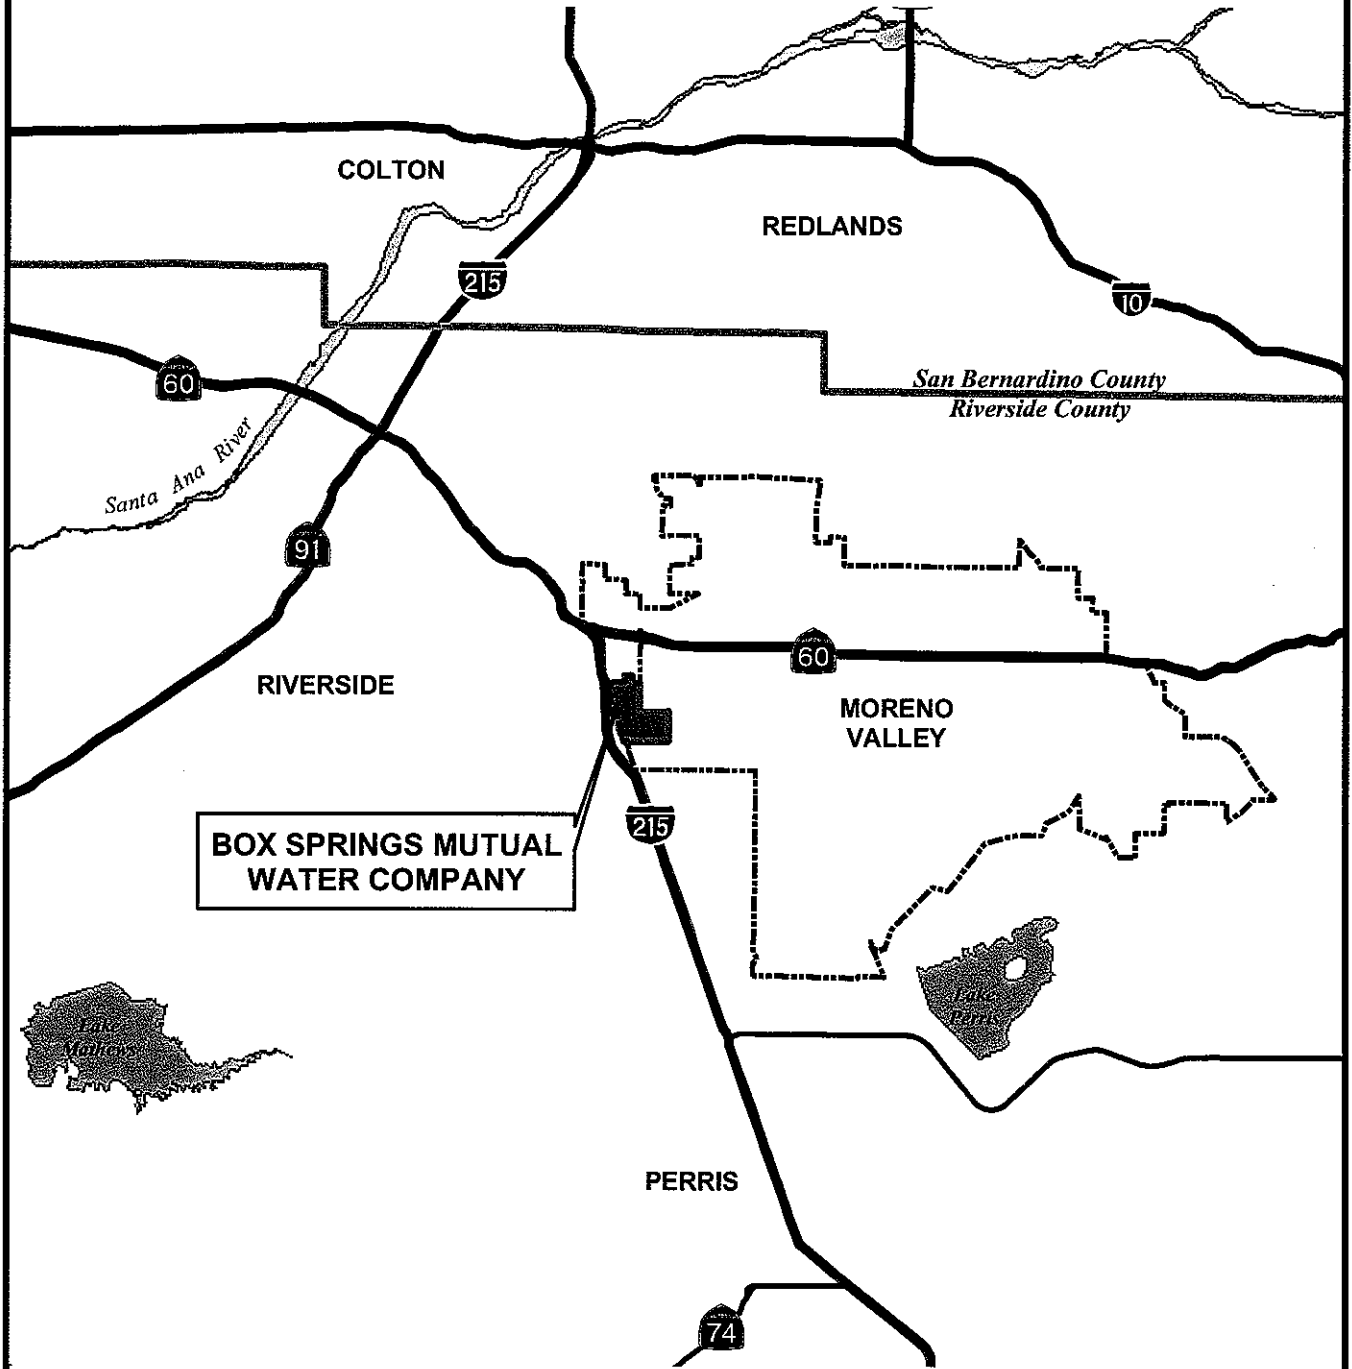 COLTON
REDLANDS
215
10
60
San Bernardino County
Riverside County
Santa Ana River
91
60
RIVERSIDE
MORENO
VALLEY
215
BOX SPRINGS MUTUAL
WATER COMPANY
Lake
Perris
Lake
Mathews
PERRIS
74